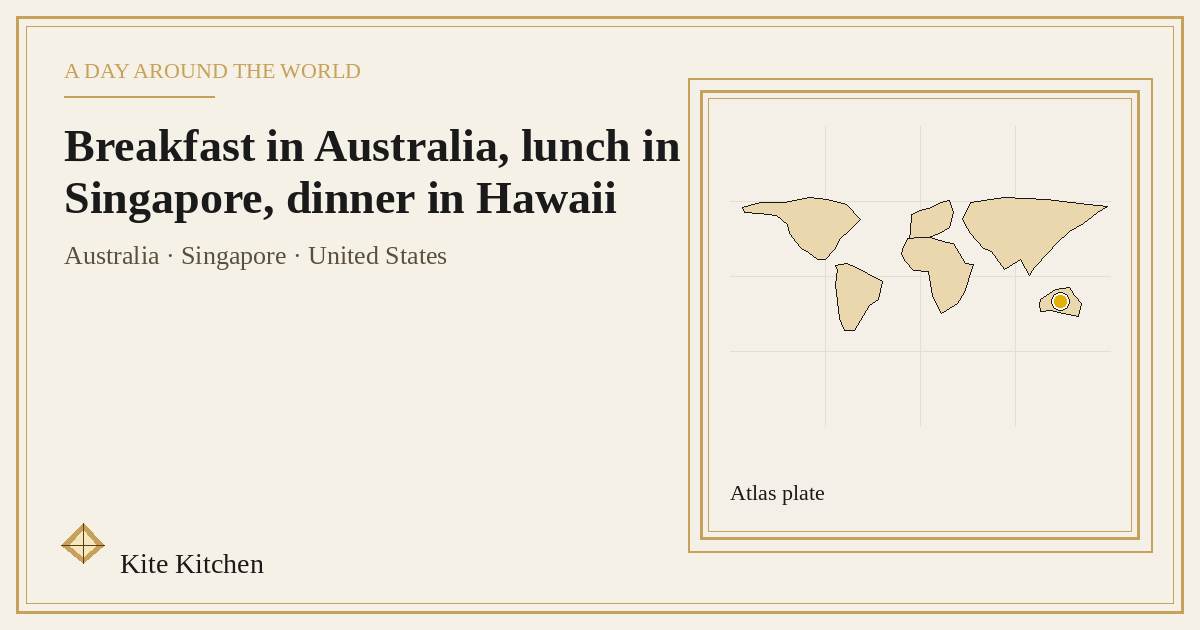 A DAY AROUND THE WORLD
Breakfast in Australia, lunch in
Singapore, dinner in Hawaii
Australia · Singapore · United States
Atlas plate
Kite Kitchen